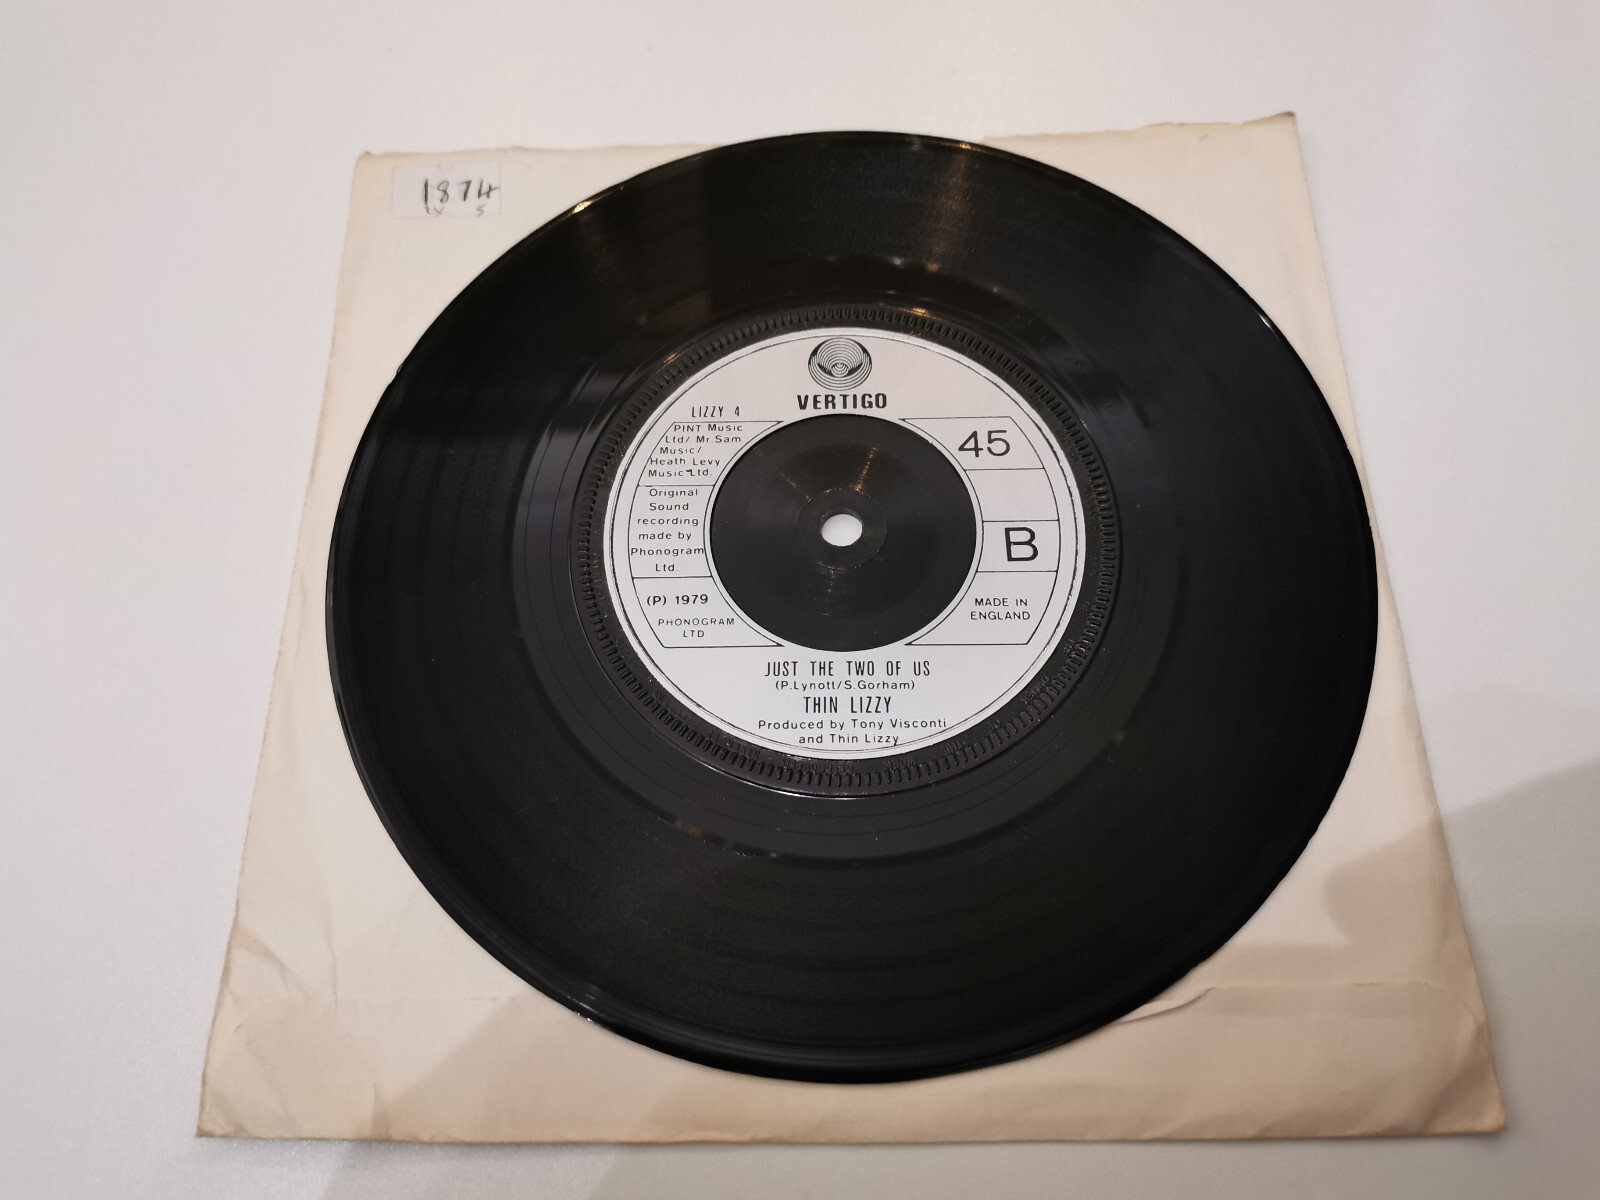 1874
VERTIGO
LIZZY 4
PINT Music
Ltd/ Mr.Sam
Music/
Heath Levy
Music Ltd.
Original
Sound
recording
made by
Phonogram
Ltd.
(P) 1979
PHONOGRAM
LTD
45
B
MADE IN
ENGLAND
JUST THE TWO OF US
(P.Lynott/S.Gorham)
THIN LIZZY
Produced by Tony Visconti
and Thin Lizzy